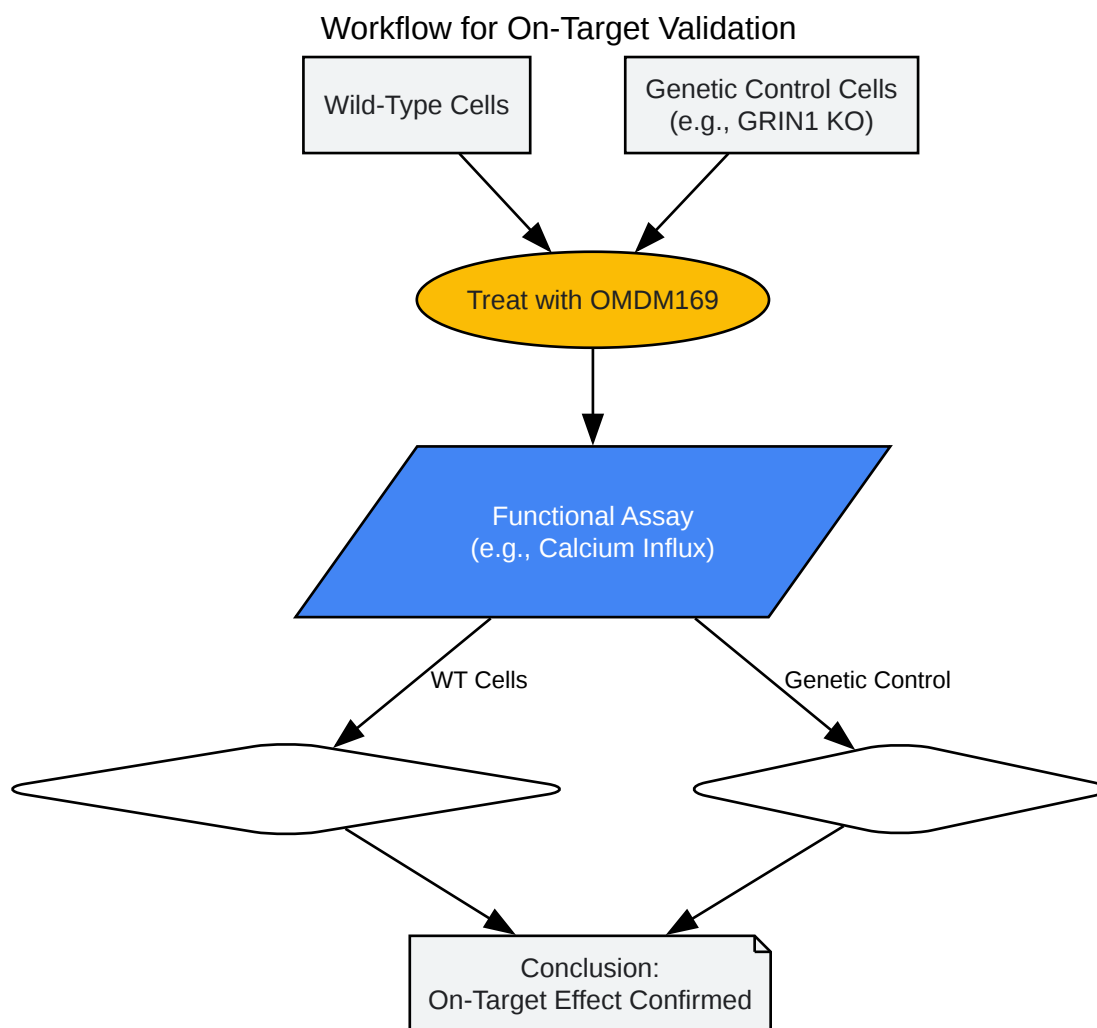 Workflow for On-Target Validation
Wild-Type Cells
Genetic Control Cells
(e.g., GRIN1 KO)
Treat with OMDM169
Functional Assay
(e.g., Calcium Influx)
WT Cells
Genetic Control
Conclusion:
On-Target Effect Confirmed